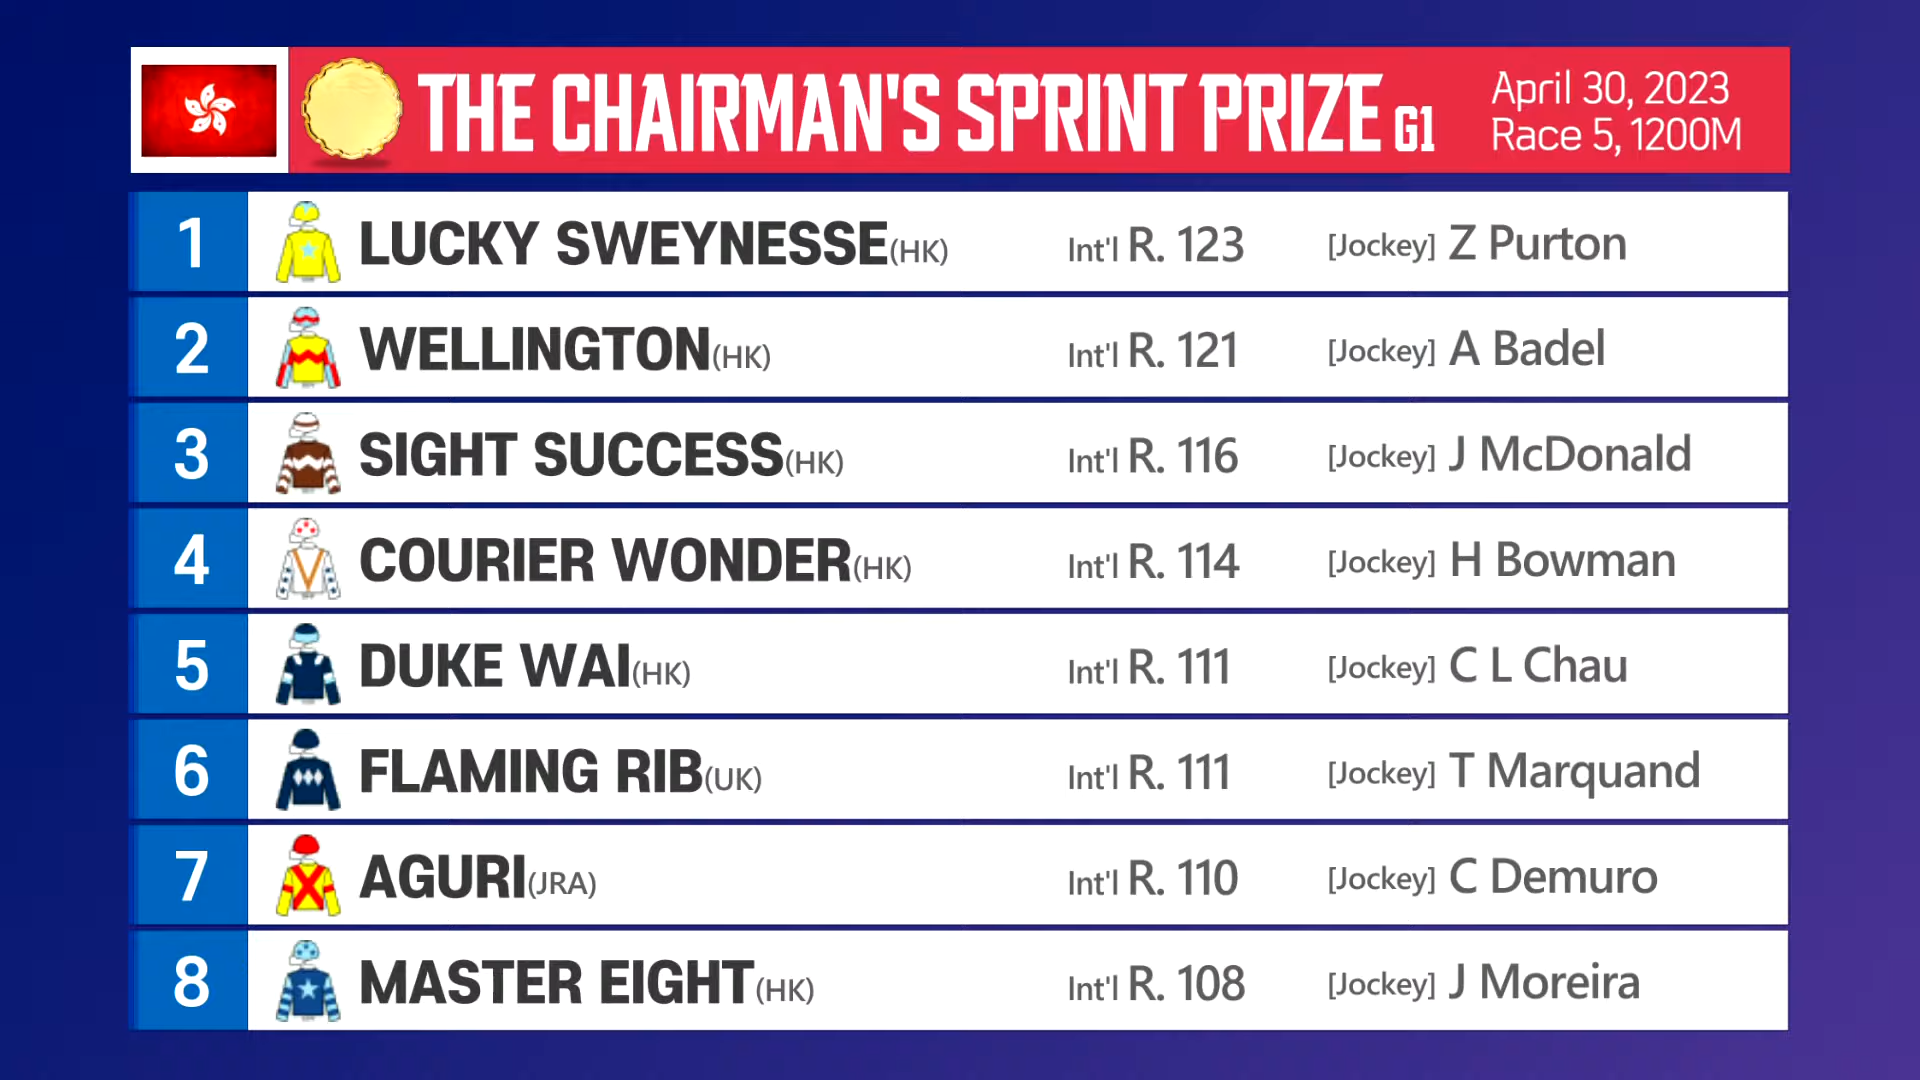 THE CHAIRMAN'S SPRINT PRIZE G1
April 30, 2023
Race 5, 1200M
1 LUCKY SWEYNESSE(HK) Int'l R. 123 [Jockey] Z Purton
2 WELLINGTON(HK) Int'l R. 121 [Jockey] A Badel
3 SIGHT SUCCESS(HK) Int'l R. 116 [Jockey] J McDonald
4 COURIER WONDER(HK) Int'l R. 114 [Jockey] H Bowman
5 DUKE WAI(HK) Int'l R. 111 [Jockey] C L Chau
6 FLAMING RIB(UK) Int'l R. 111 [Jockey] T Marquand
7 AGURI(JRA) Int'l R. 110 [Jockey] C Demuro
8 MASTER EIGHT(HK) Int'l R. 108 [Jockey] J Moreira